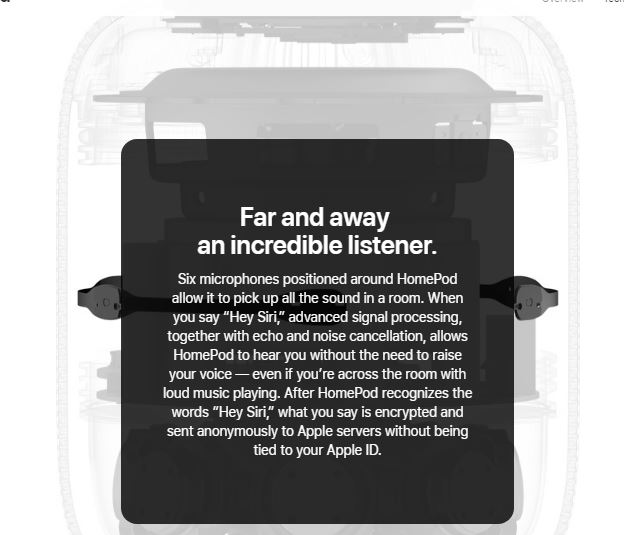 Far and away
an incredible listener.
Six microphones positioned around HomePod
allow it to pick up all the sound in a room. When
you say “Hey Siri,” advanced signal processing,
together with echo and noise cancellation, allows
HomePod to hear you without the need to raise
your voice — even if you’re across the room with
loud music playing. After HomePod recognizes the
words “Hey Siri,” what you say is encrypted and
sent anonymously to Apple servers without being
tied to your Apple ID.